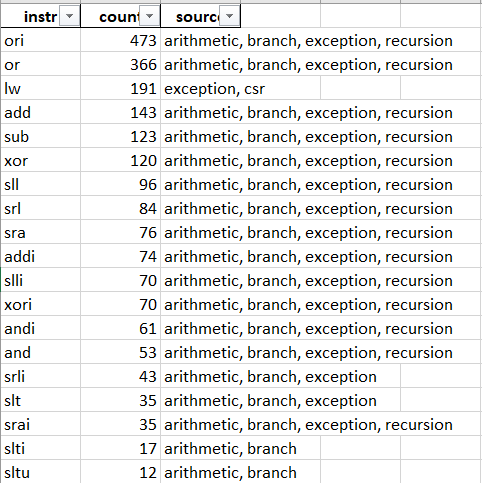 instr count source
ori 473 arithmetic, branch, exception, recursion
or 366 arithmetic, branch, exception, recursion
lw 191 exception, csr
add 143 arithmetic, branch, exception, recursion
sub 123 arithmetic, branch, exception, recursion
xor 120 arithmetic, branch, exception, recursion
sll 96 arithmetic, branch, exception, recursion
srl 84 arithmetic, branch, exception, recursion
sra 76 arithmetic, branch, exception, recursion
addi 74 arithmetic, branch, exception, recursion
slli 70 arithmetic, branch, exception, recursion
xori 70 arithmetic, branch, exception, recursion
andi 61 arithmetic, branch, exception, recursion
and 53 arithmetic, branch, exception, recursion
srli 43 arithmetic, branch, exception
slt 35 arithmetic, branch, exception
srai 35 arithmetic, branch, exception, recursion
slti 17 arithmetic, branch
sltu 12 arithmetic, branch